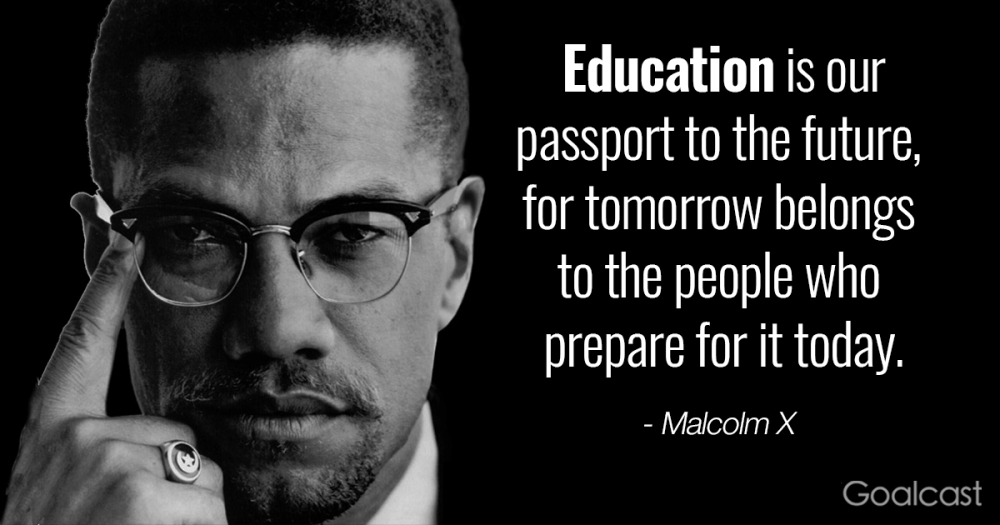 Education is our
passport to the future,
for tomorrow belongs
to the people who
prepare for it today.
- Malcolm X
Goalcast